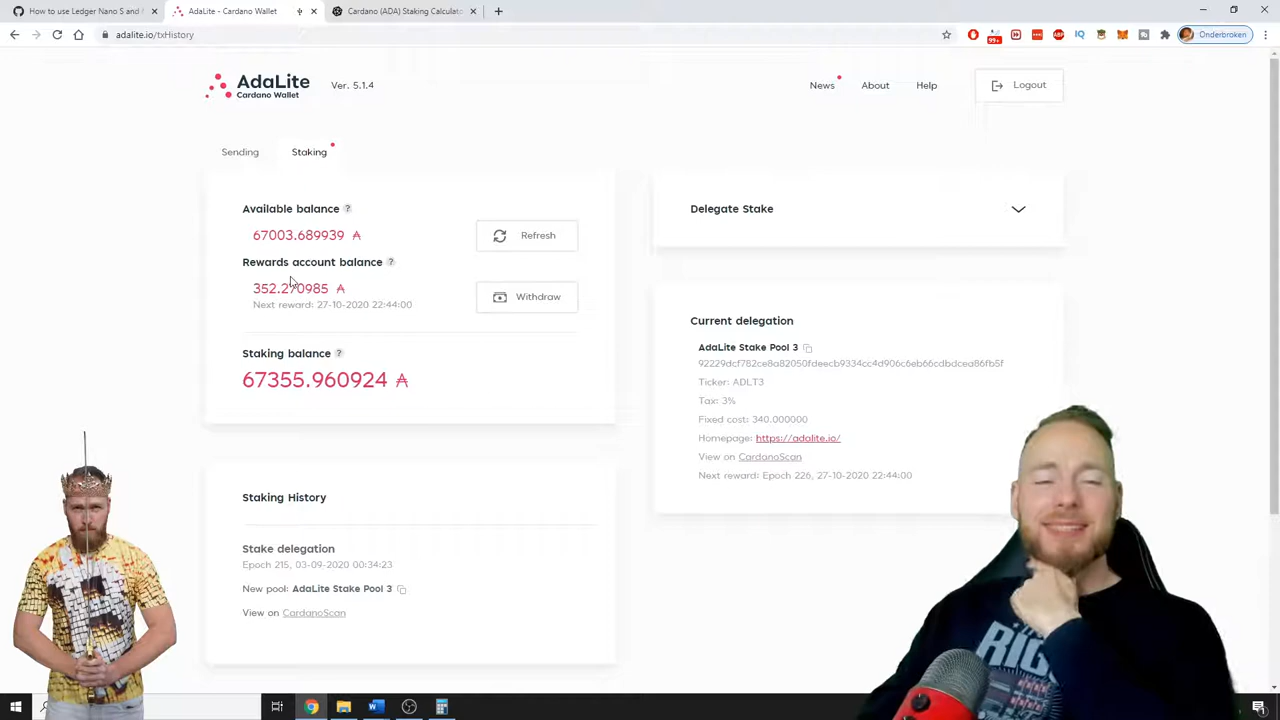 How to use Ledger Nano S and
AdaLite - Cardano Wallet
Cardano (ADA) Staking Calculato
adalite.io/txHistory
99+
ABP
IQ
Onderbroken
AdaLite
Cardano Wallet
Ver. 5.1.4
News
About
Help
Logout
Sending
Staking
Available balance ?
67003.689939 ₳
Refresh
Rewards account balance ?
352.270985 ₳
Next reward: 27-10-2020 22:44:00
Withdraw
Staking balance ?
67355.960924 ₳
Delegate Stake
Current delegation
AdaLite Stake Pool 3
92229dcf782ce8a82050fdeecb9334cc4d906c6eb66cdbdcea86fb5f
Ticker: ADLT3
Tax: 3%
Fixed cost: 340.000000
Homepage: https://adalite.io/
View on CardanoScan
Next reward: Epoch 226, 27-10-2020 22:44:00
Staking History
Stake delegation
Epoch 215, 03-09-2020 00:34:23
New pool: AdaLite Stake Pool 3
View on CardanoScan